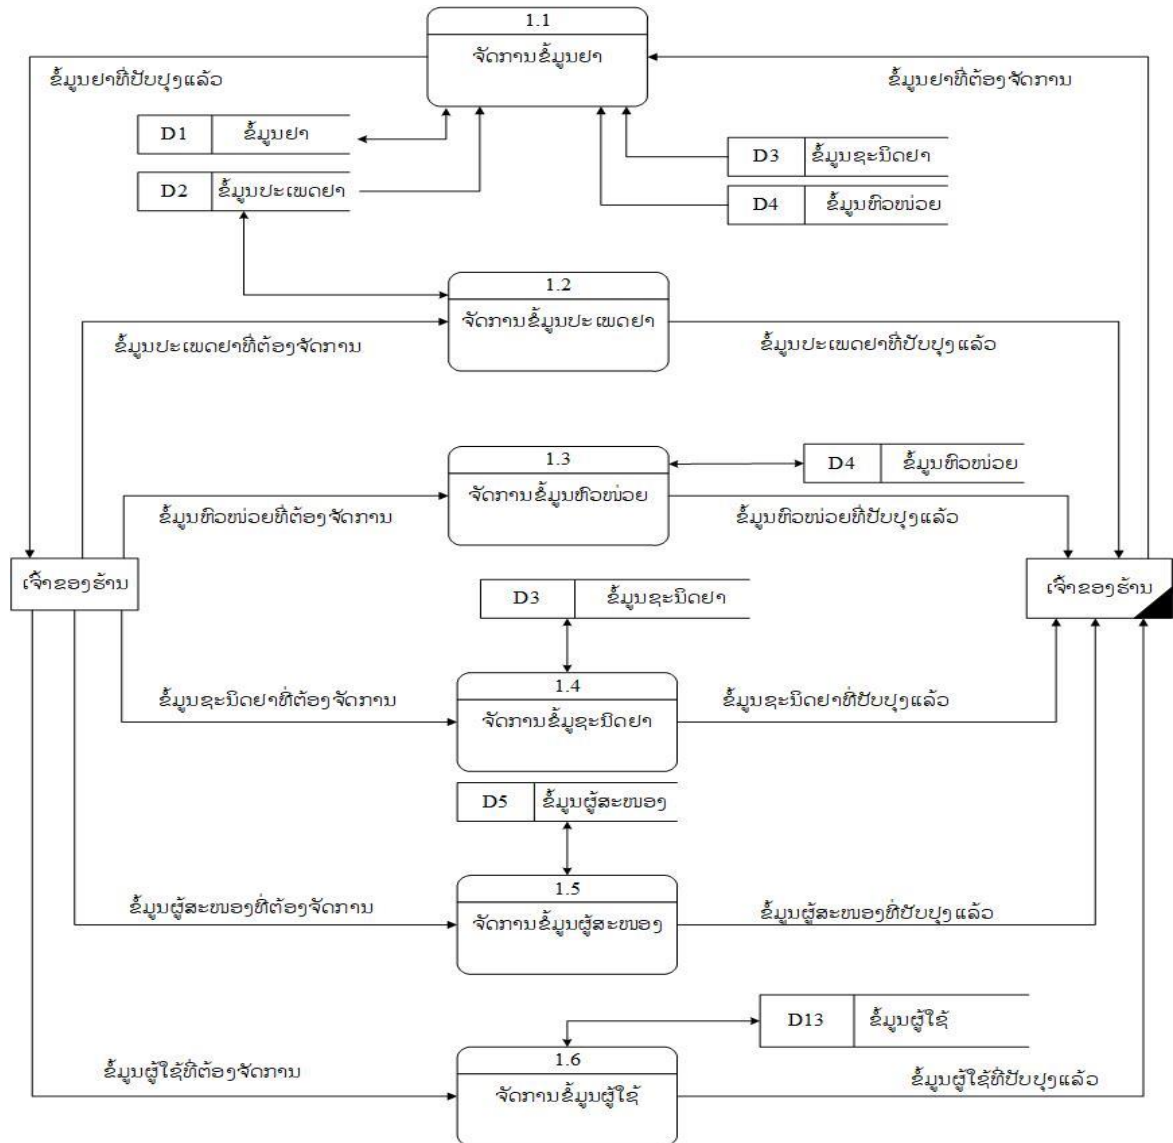 1.1
ຈັດການຂໍ້ມູນຢາ
ຂໍ້ມູນຢາທີ່ປັບປຸງແລ້ວ
ຂໍ້ມູນຢາທີ່ຕ້ອງຈັດການ
D1 ຂໍ້ມູນຢາ
D3 ຂໍ້ມູນຊະນິດຢາ
D2 ຂໍ້ມູນປະເພດຢາ
D4 ຂໍ້ມູນຫົວໜ່ວຍ
1.2
ຈັດການຂໍ້ມູນປະເພດຢາ
ຂໍ້ມູນປະເພດຢາທີ່ຕ້ອງຈັດການ
ຂໍ້ມູນປະເພດຢາທີ່ປັບປຸງແລ້ວ
1.3
D4 ຂໍ້ມູນຫົວໜ່ວຍ
ຈັດການຂໍ້ມູນຫົວໜ່ວຍ
ຂໍ້ມູນຫົວໜ່ວຍທີ່ຕ້ອງຈັດການ
ຂໍ້ມູນຫົວໜ່ວຍທີ່ປັບປຸງແລ້ວ
ເຈົ້າຂອງຮ້ານ
ເຈົ້າຂອງຮ້ານ
D3 ຂໍ້ມູນຊະນິດຢາ
1.4
ຈັດການຂໍ້ມູຊະນິດຢາ
ຂໍ້ມູນຊະນິດຢາທີ່ຕ້ອງຈັດການ
ຂໍ້ມູນຊະນິດຢາທີ່ປັບປຸງແລ້ວ
D5 ຂໍ້ມູນຜູ້ສະໜອງ
1.5
ຈັດການຂໍ້ມູນຜູ້ສະໜອງ
ຂໍ້ມູນຜູ້ສະໜອງທີ່ຕ້ອງຈັດການ
ຂໍ້ມູນຜູ້ສະໜອງທີ່ປັບປຸງແລ້ວ
D13 ຂໍ້ມູນຜູ້ໃຊ້
1.6
ຈັດການຂໍ້ມູນຜູ້ໃຊ້
ຂໍ້ມູນຜູ້ໃຊ້ທີ່ຕ້ອງຈັດການ
ຂໍ້ມູນຜູ້ໃຊ້ທີ່ປັບປຸງແລ້ວ